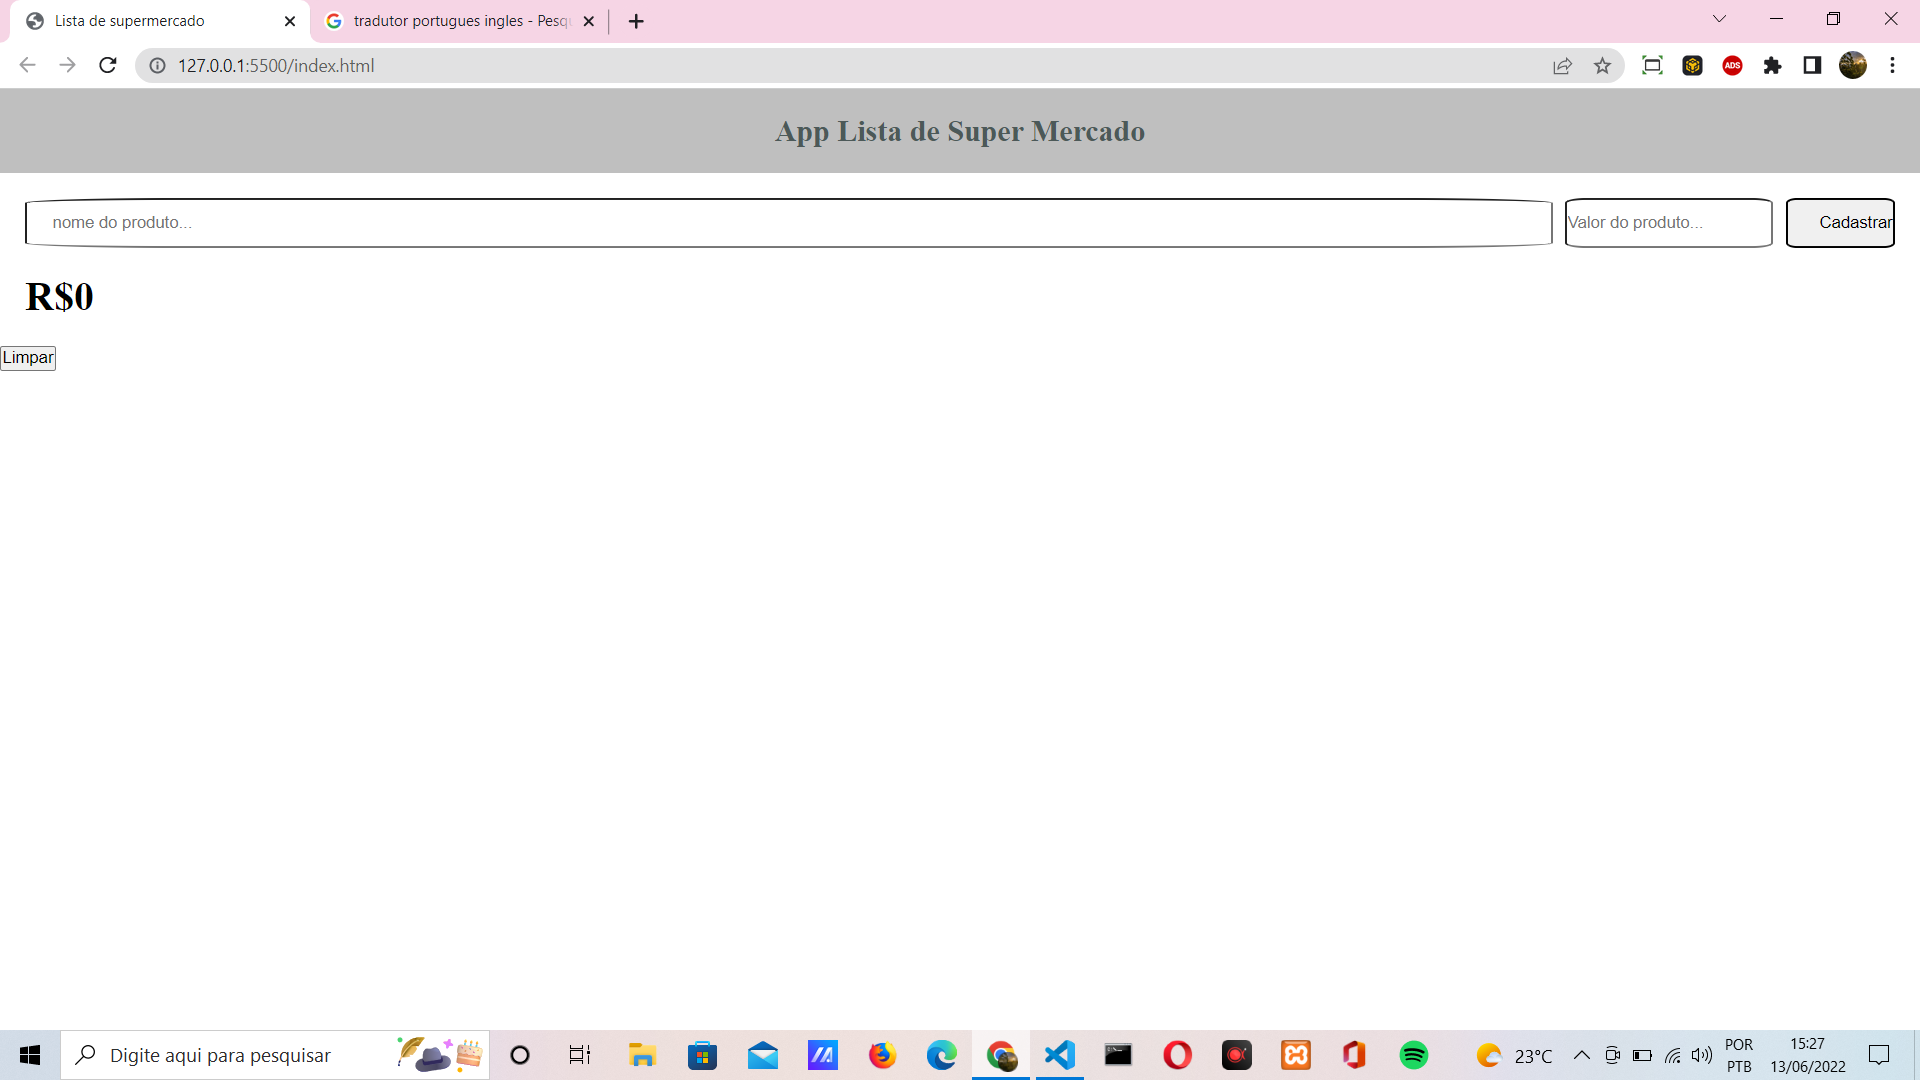 Lista de supermercado
tradutor portugues ingles - Pesq
127.0.0.1:5500/index.html
ADS
App Lista de Super Mercado
nome do produto...
Valor do produto...
Cadastrar
R$0
Limpar
Digite aqui para pesquisar
23°C
POR
PTB
15:27
13/06/2022